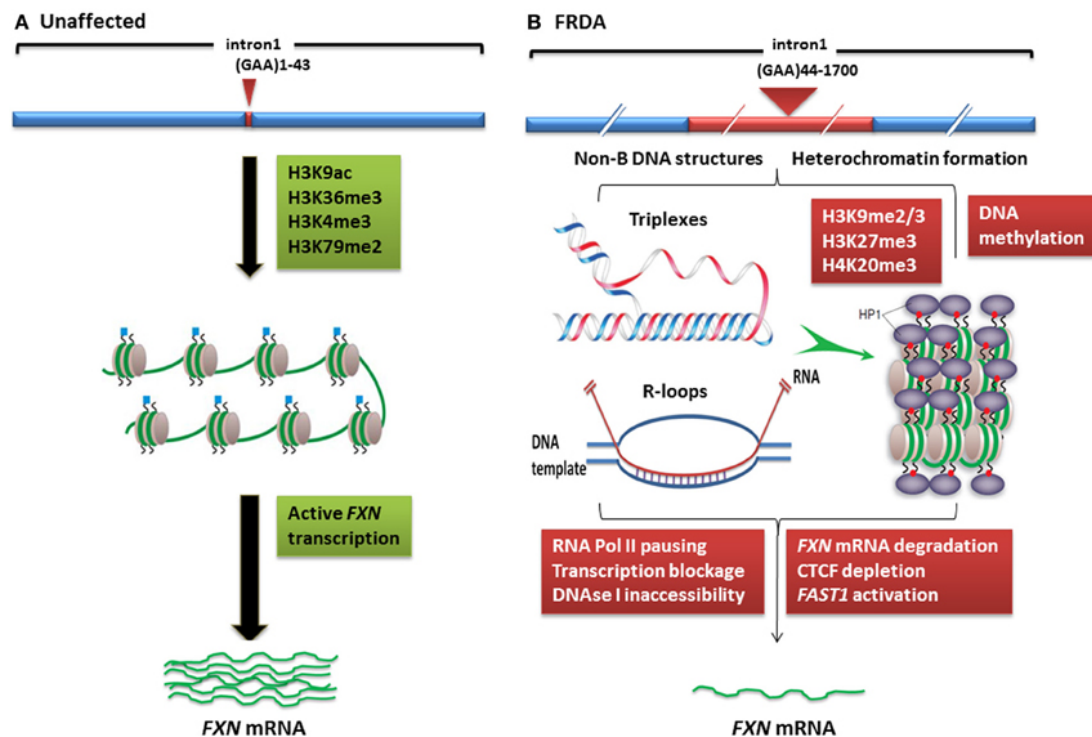 A Unaffected
intron1
(GAA)1-43
H3K9ac
H3K36me3
H3K4me3
H3K79me2
Active FXN
transcription
FXN mRNA
B FRDA
intron1
(GAA)44-1700
Non-B DNA structures
Heterochromatin formation
Triplexes
H3K9me2/3
H3K27me3
H4K20me3
DNA
methylation
HP1
RNA
R-loops
DNA
template
RNA Pol II pausing
Transcription blockage
DNAse I inaccessibility
FXN mRNA degradation
CTCF depletion
FAST1 activation
FXN mRNA